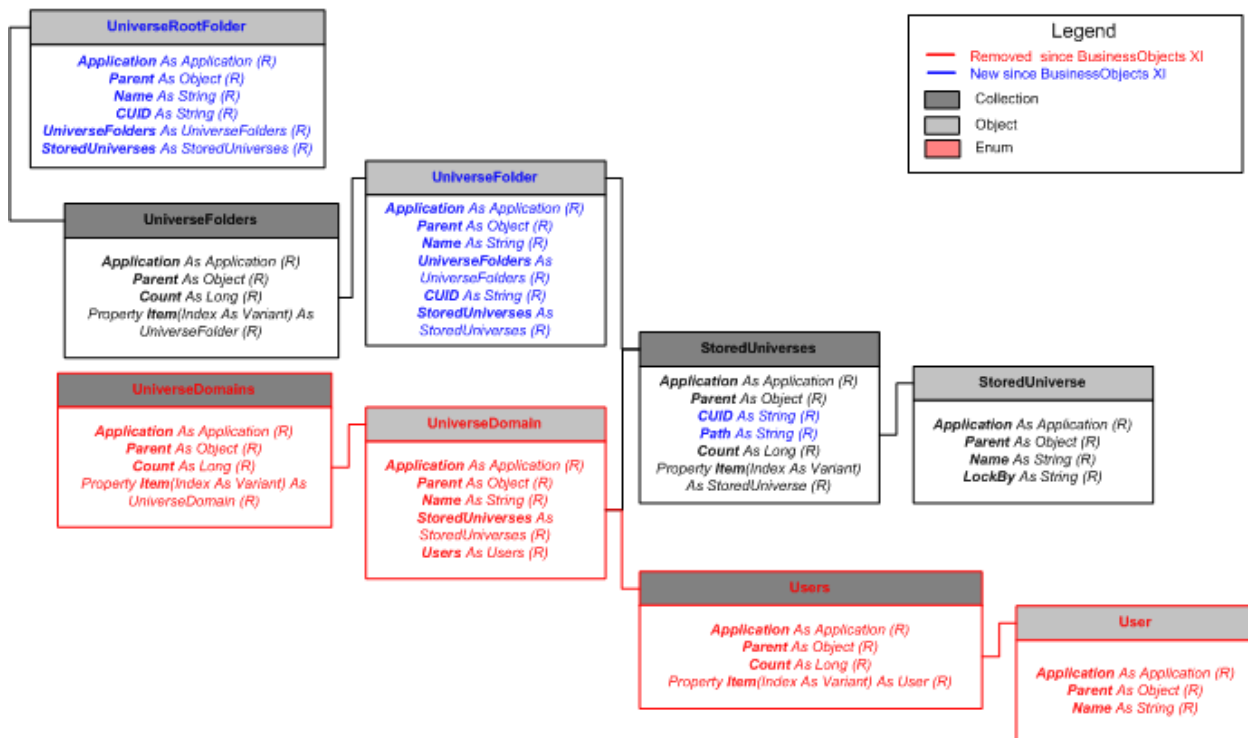 UniverseRootFolder
Application As Application (R)
Parent As Object (R)
Name As String (R)
CUID As String (R)
UniverseFolders As UniverseFolders (R)
StoredUniverses As StoredUniverses (R)
Legend
Removed since BusinessObjects XI
New since BusinessObjects XI
Collection
Object
Enum
UniverseFolders
Application As Application (R)
Parent As Object (R)
Count As Long (R)
Property Item(Index As Variant) As
UniverseFolder (R)
UniverseFolder
Application As Application (R)
Parent As Object (R)
Name As String (R)
UniverseFolders As
UniverseFolders (R)
CUID As String (R)
StoredUniverses As
StoredUniverses (R)
StoredUniverses
Application As Application (R)
Parent As Object (R)
CUID As String (R)
Path As String (R)
Count As Long (R)
Property Item(Index As Variant)
As StoredUniverse (R)
StoredUniverse
Application As Application (R)
Parent As Object (R)
Name As String (R)
LockBy As String (R)
UniverseDomains
Application As Application (R)
Parent As Object (R)
Count As Long (R)
Property Item(Index As Variant) As
UniverseDomain (R)
UniverseDomain
Application As Application (R)
Parent As Object (R)
Name As String (R)
StoredUniverses As
StoredUniverses (R)
Users As Users (R)
Users
Application As Application (R)
Parent As Object (R)
Count As Long (R)
Property Item(Index As Variant) As User (R)
User
Application As Application (R)
Parent As Object (R)
Name As String (R)